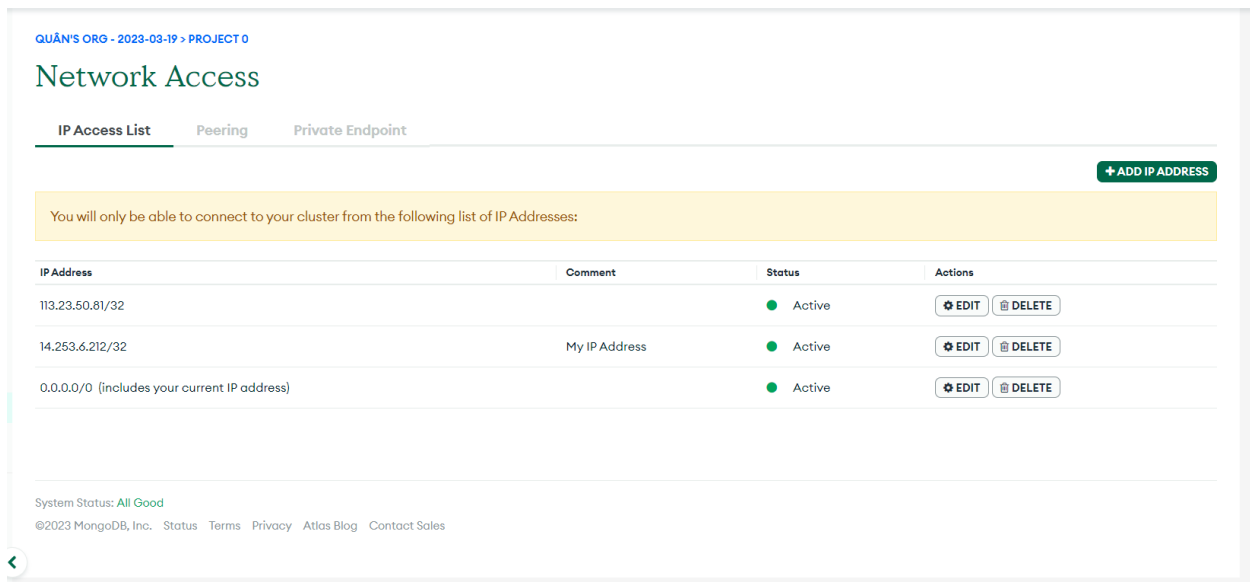 QUÂN'S ORG - 2023-03-19 > PROJECT 0
Network Access
IP Access List Peering Private Endpoint
+ ADD IP ADDRESS
You will only be able to connect to your cluster from the following list of IP Addresses:
IP Address Comment Status Actions
113.23.50.81/32 Active EDIT DELETE
14.253.6.212/32 My IP Address Active EDIT DELETE
0.0.0.0/0 (includes your current IP address) Active EDIT DELETE
System Status: All Good
©2023 MongoDB, Inc. Status Terms Privacy Atlas Blog Contact Sales